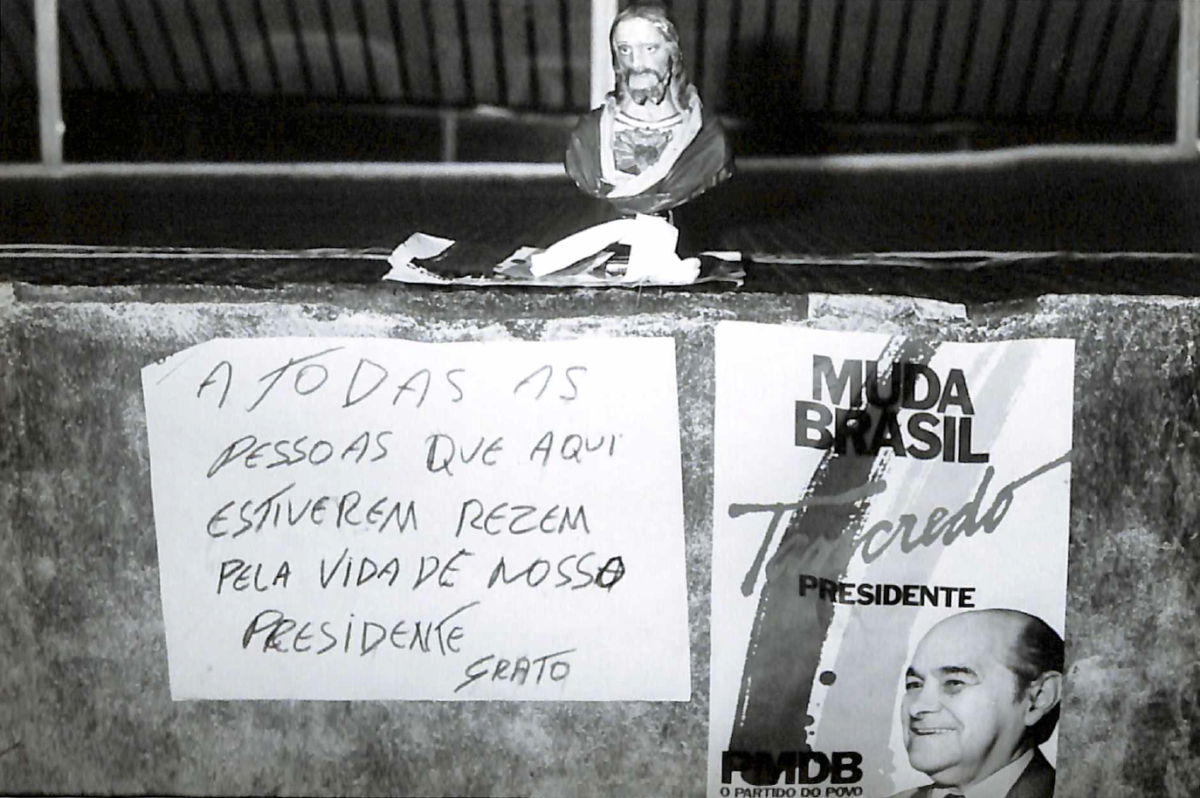 A TODAS AS
PESSOAS QUE AQUI
ESTIVEREM REZEM
PELA VIDA DE NOSSO
PRESIDENTE
GRATO
MUDA
BRASIL
Tancredo
PRESIDENTE
PMDB
O PARTIDO DO POVO